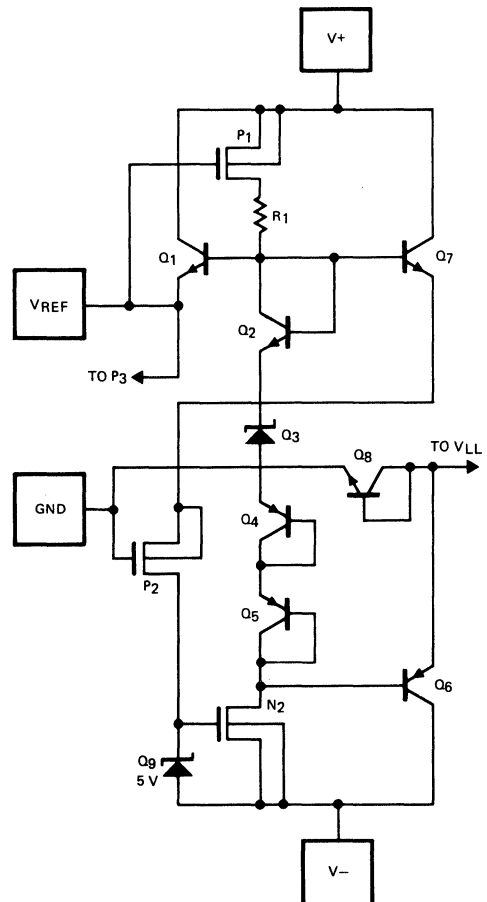 V+
P1
R1
Q1
Q7
VREF
Q2
TO P3
Q3
TO VLL
Q8
GND
Q4
P2
Q5
Q6
N2
Q9
5 V
V−